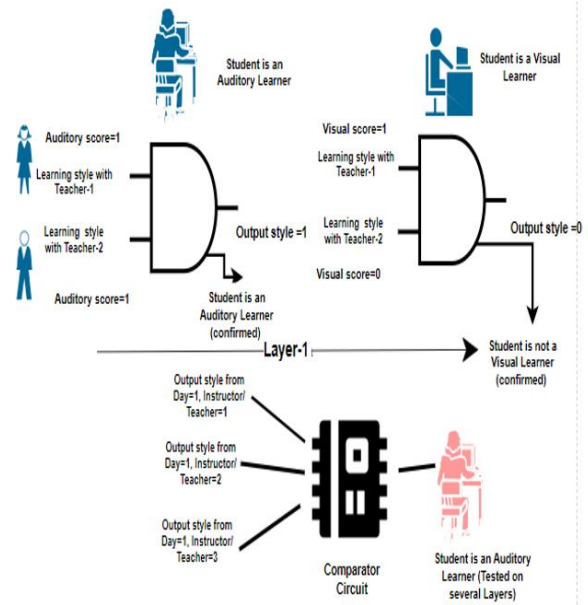 Student is an
Auditory Learner
Auditory score=1
Learning style with
Teacher-1
Learning style
with Teacher-2
Auditory score=1
Output style =1
Student is an
Auditory Learner
(confirmed)
Student is a Visual
Learner
Visual score=1
Learning style with
Teacher-1
Learning style
with Teacher-2
Visual score=0
Output style =0
Student is not a
Visual Learner
(confirmed)
Layer-1
Output style from
Day=1, Instructor/
Teacher=1
Output style from
Day=1, Instructor/
Teacher=2
Output style from
Day=1, Instructor/
Teacher=3
Comparator
Circuit
Student is an Auditory
Learner (Tested on
several Layers)